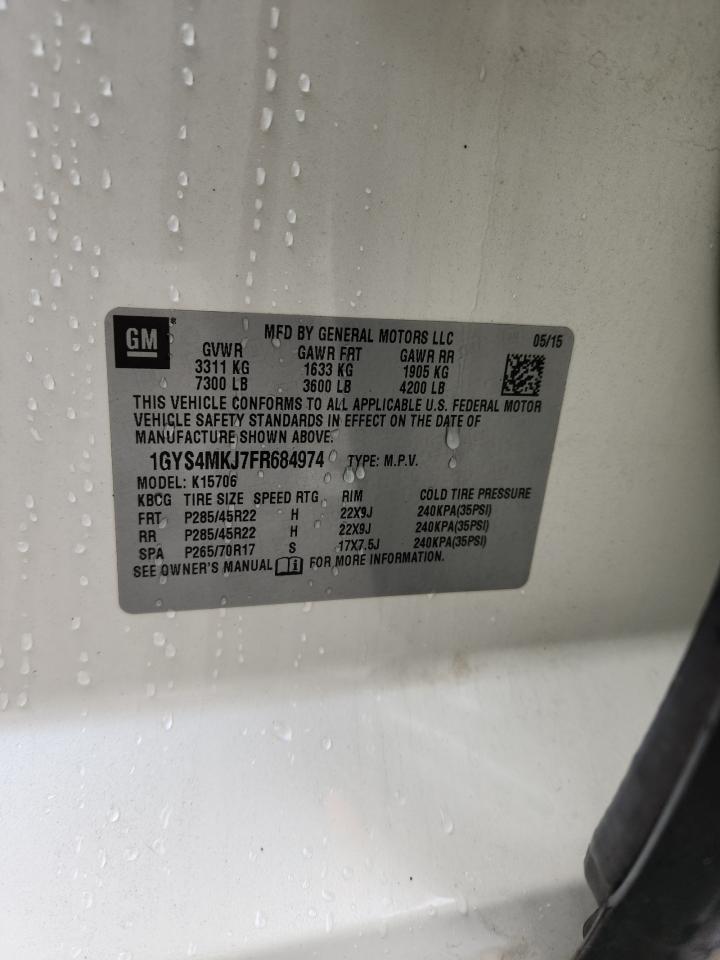 GM® MFD BY GENERAL MOTORS LLC 05/15
GVWR GAWR FRT GAWR RR
3311 KG 1633 KG 1905 KG
7300 LB 3600 LB 4200 LB
THIS VEHICLE CONFORMS TO ALL APPLICABLE U.S. FEDERAL MOTOR
VEHICLE SAFETY STANDARDS IN EFFECT ON THE DATE OF
MANUFACTURE SHOWN ABOVE.
1GYS4MKJ7FR684974 TYPE: M.P.V.
MODEL: K15706
KBCG TIRE SIZE SPEED RTG RIM COLD TIRE PRESSURE
FRT P285/45R22 H 22X9J 240KPA(35PSI)
RR P285/45R22 H 22X9J 240KPA(35PSI)
SPA P265/70R17 S 17X7.5J 240KPA(35PSI)
SEE OWNER'S MANUAL i FOR MORE INFORMATION.